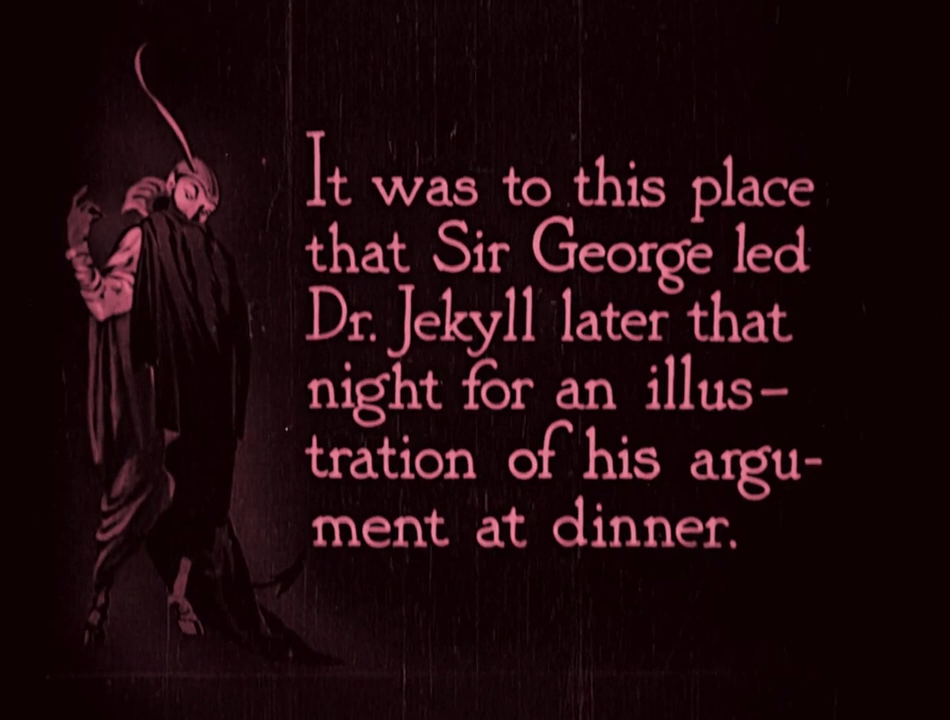 It was to this place
that Sir George led
Dr. Jekyll later that
night for an illus-
tration of his argu-
ment at dinner.